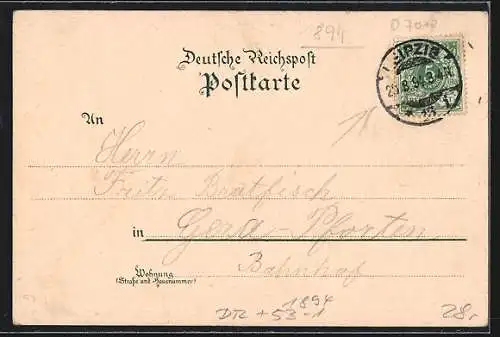 894
D 7028
Deutsche Reichspost
Postkarte
LEIPZIG
An
Herrn
Fritz Bratfisch
in Gera-Pforten
Bahnhof
Wohnung
(Straße und Hausnummer)
1894
DR + 53-1
28,-